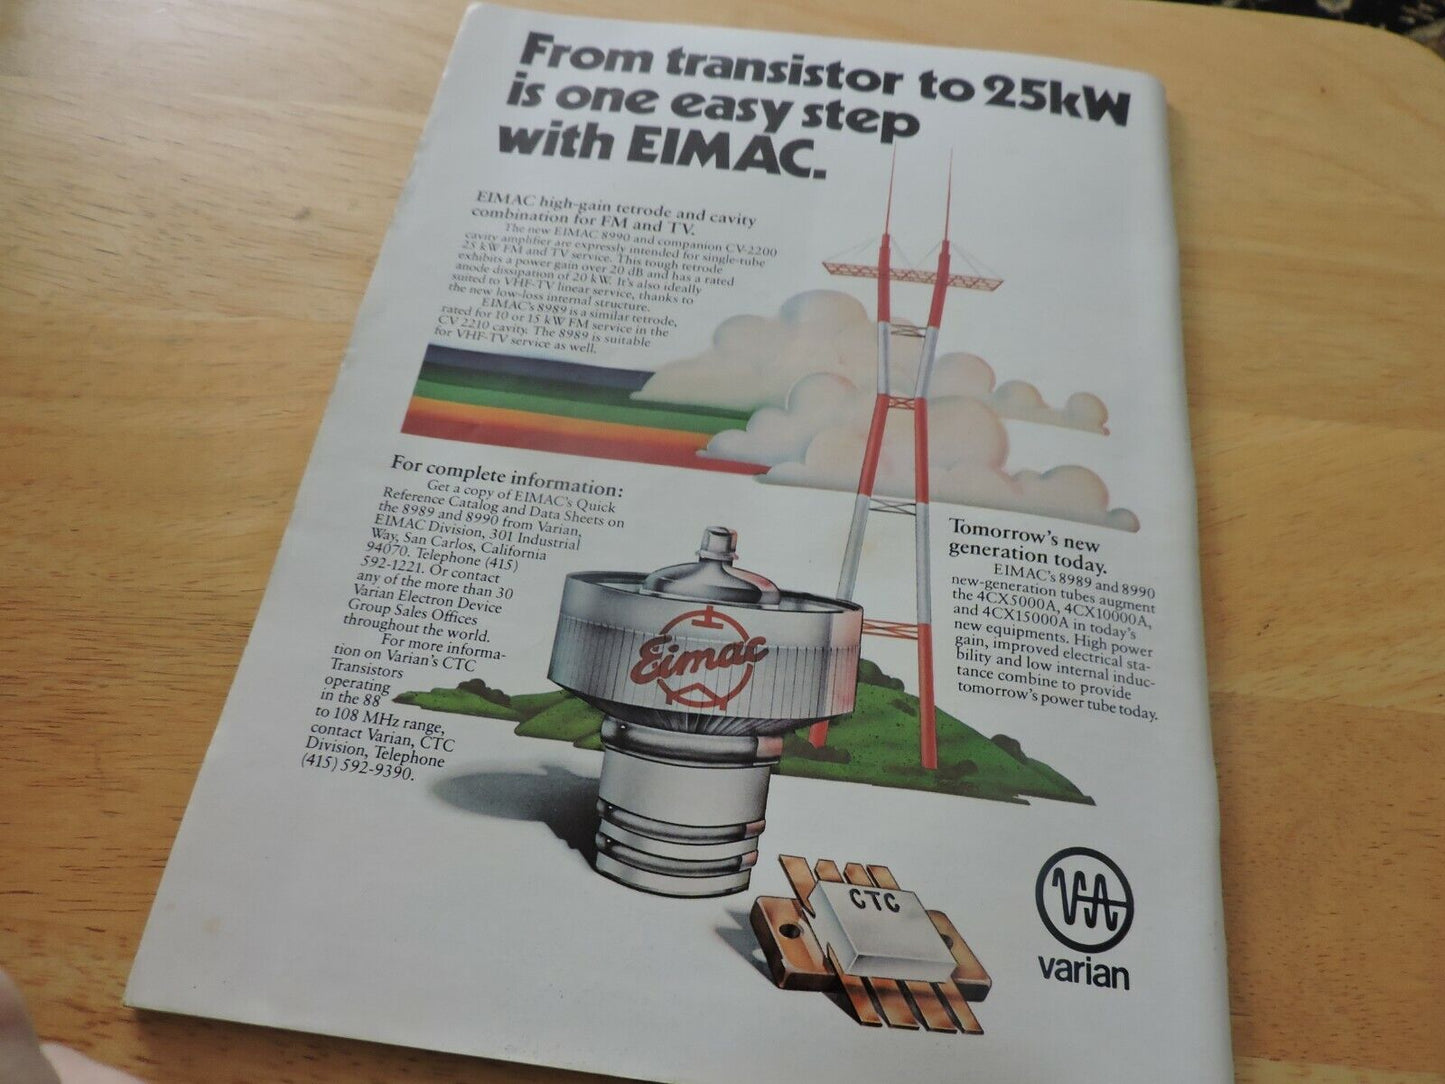 From transistor to 25kW
is one easy step
with EIMAC.
EIMAC high-gain tetrode and cavity
combination for FM and TV.
The new EIMAC 8990 and companion CV-2200
cavity amplifier are expressly intended for single-tube
25 kW FM and TV service. This tough tetrode
exhibits a power gain over 20 dB and has a rated
anode dissipation of 20 kW. It's also ideally
suited to VHF-TV linear service, thanks to
the new low-loss internal structure.
EIMAC's 8989 is a similar tetrode,
rated for 10 or 15 kW FM service in the
CV 2210 cavity. The 8989 is suitable
for VHF-TV service as well.
For complete information:
Get a copy of EIMAC's Quick
Reference Catalog and Data Sheets on
the 8989 and 8990 from Varian,
EIMAC Division, 301 Industrial
Way, San Carlos, California
94070. Telephone (415)
592-1221. Or contact
any of the more than 30
Varian Electron Device
Group Sales Offices
throughout the world.
For more informa-
tion on Varian's CTC
Transistors
operating
in the 88
to 108 MHz range,
contact Varian, CTC
Division, Telephone
(415) 592-9390.
Tomorrow's new
generation today.
EIMAC's 8989 and 8990
new-generation tubes augment
the 4CX5000A, 4CX10000A,
and 4CX15000A in today's
new equipments. High power
gain, improved electrical sta-
bility and low internal induc-
tance combine to provide
tomorrow's power tube today.
Eimac
CTC
VA
varian